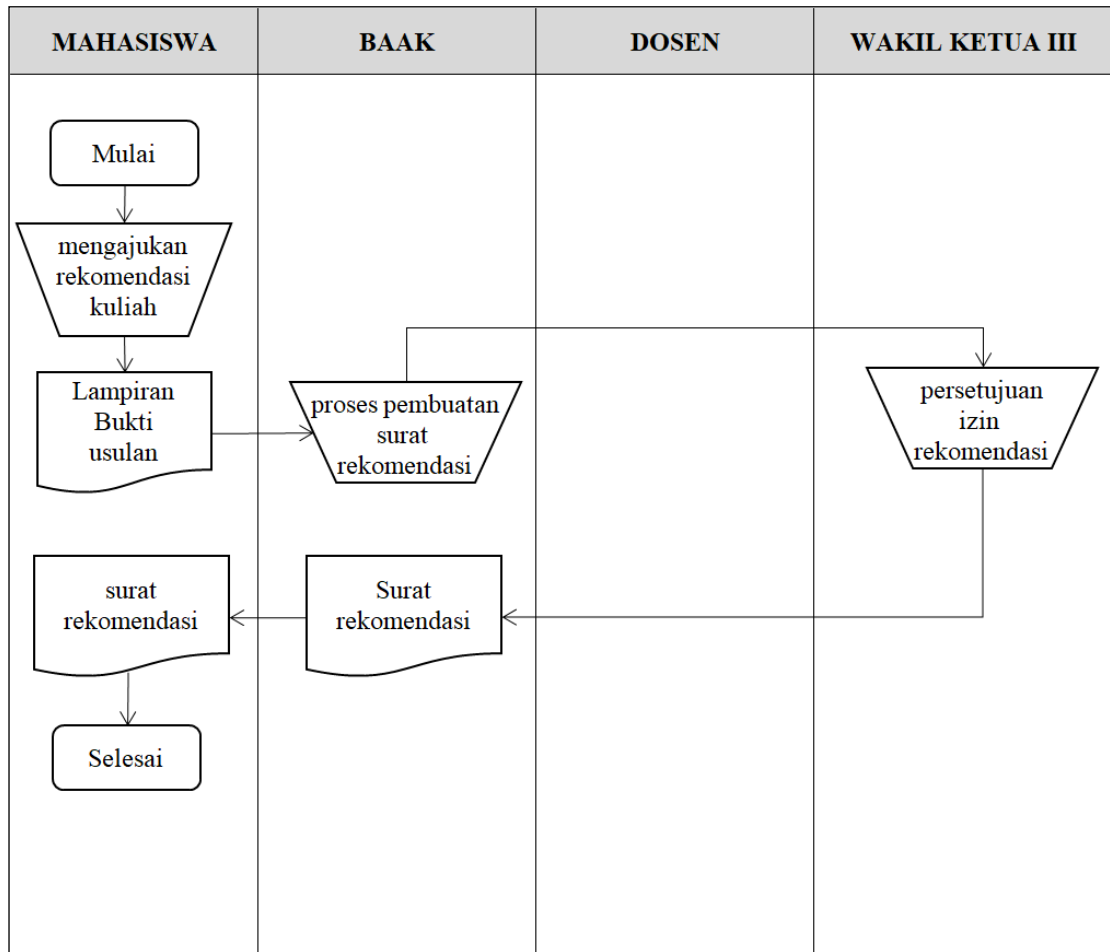 MAHASISWA
BAAK
DOSEN
WAKIL KETUA III
Mulai
mengajukan
rekomendasi
kuliah
Lampiran
Bukti
usulan
proses pembuatan
surat
rekomendasi
persetujuan
izin
rekomendasi
Surat
rekomendasi
surat
rekomendasi
Selesai